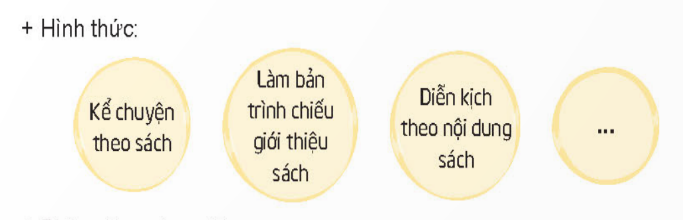 + Hình thức:
Kể chuyện
theo sách
Làm bản
trình chiếu
giới thiệu
sách
Diễn kịch
theo nội dung
sách
...